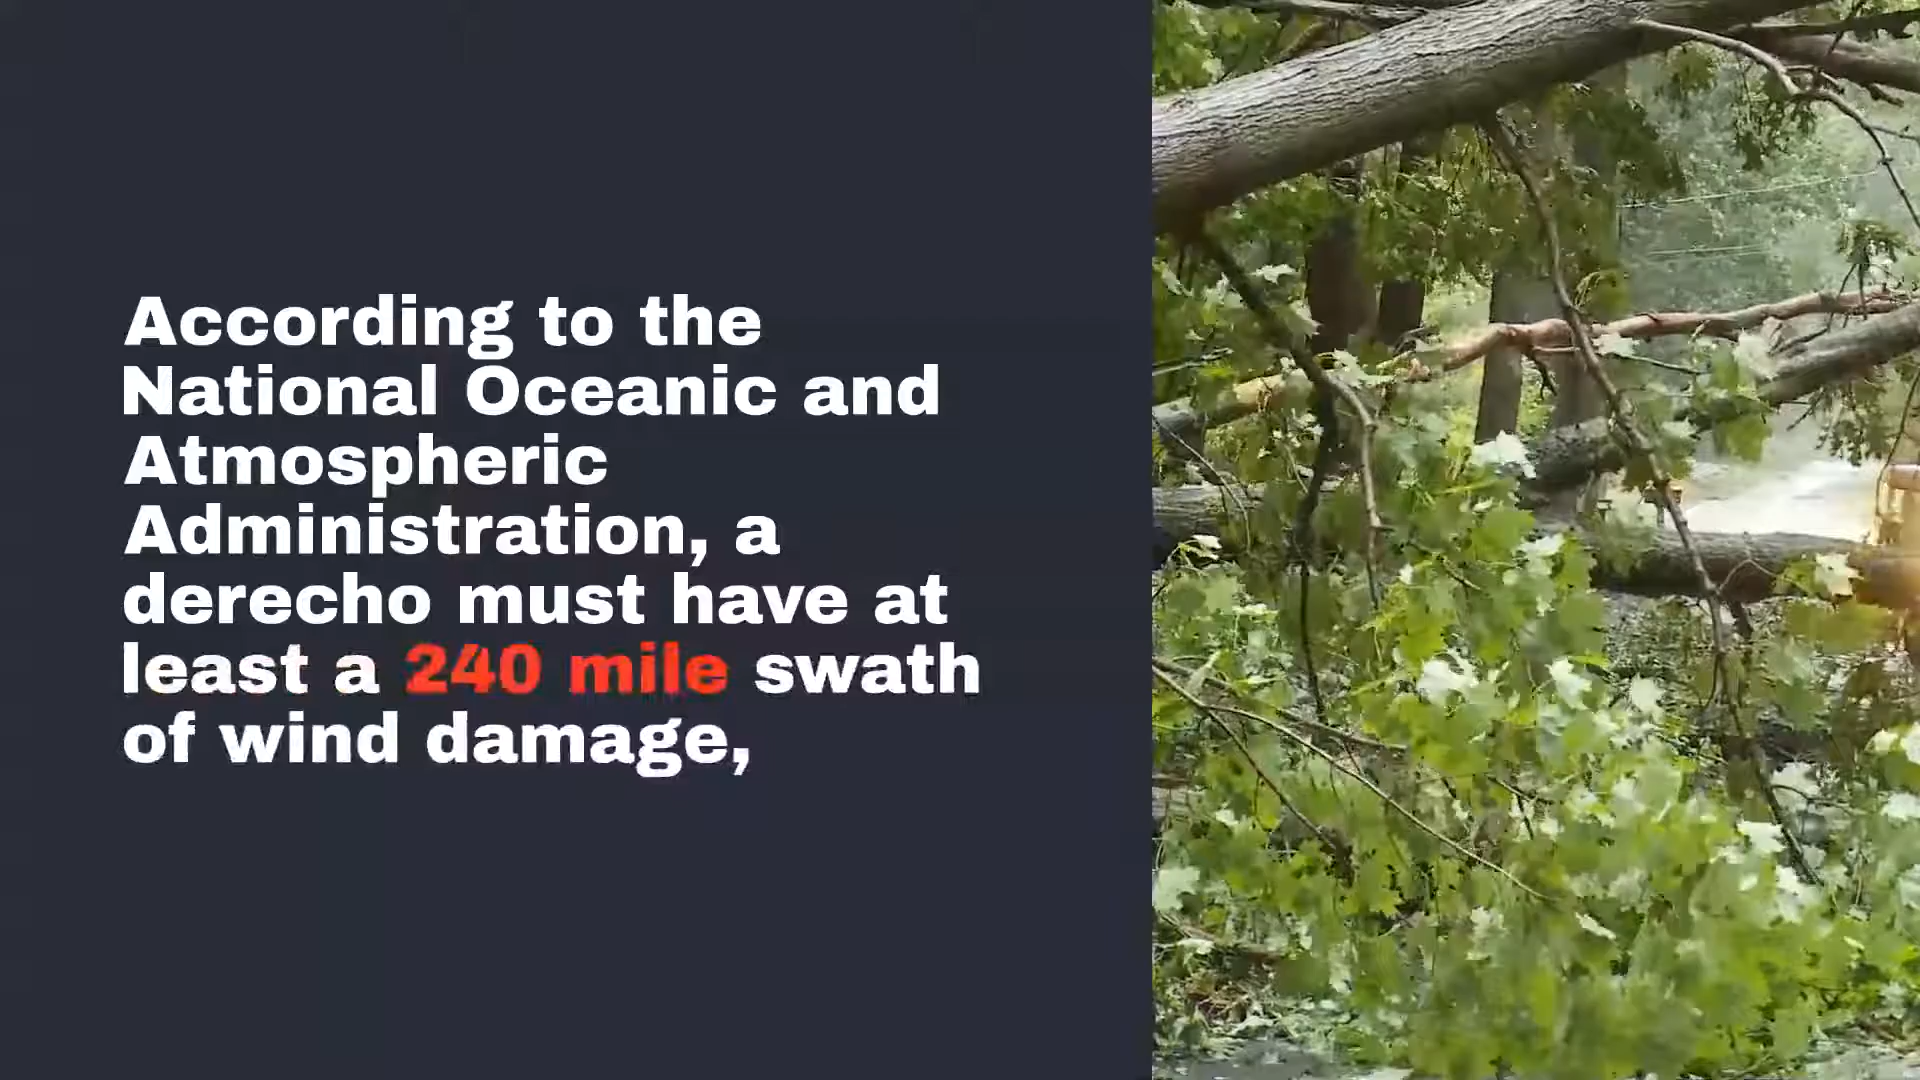 According to the
National Oceanic and
Atmospheric
Administration, a
derecho must have at
least a 240 mile swath
of wind damage,